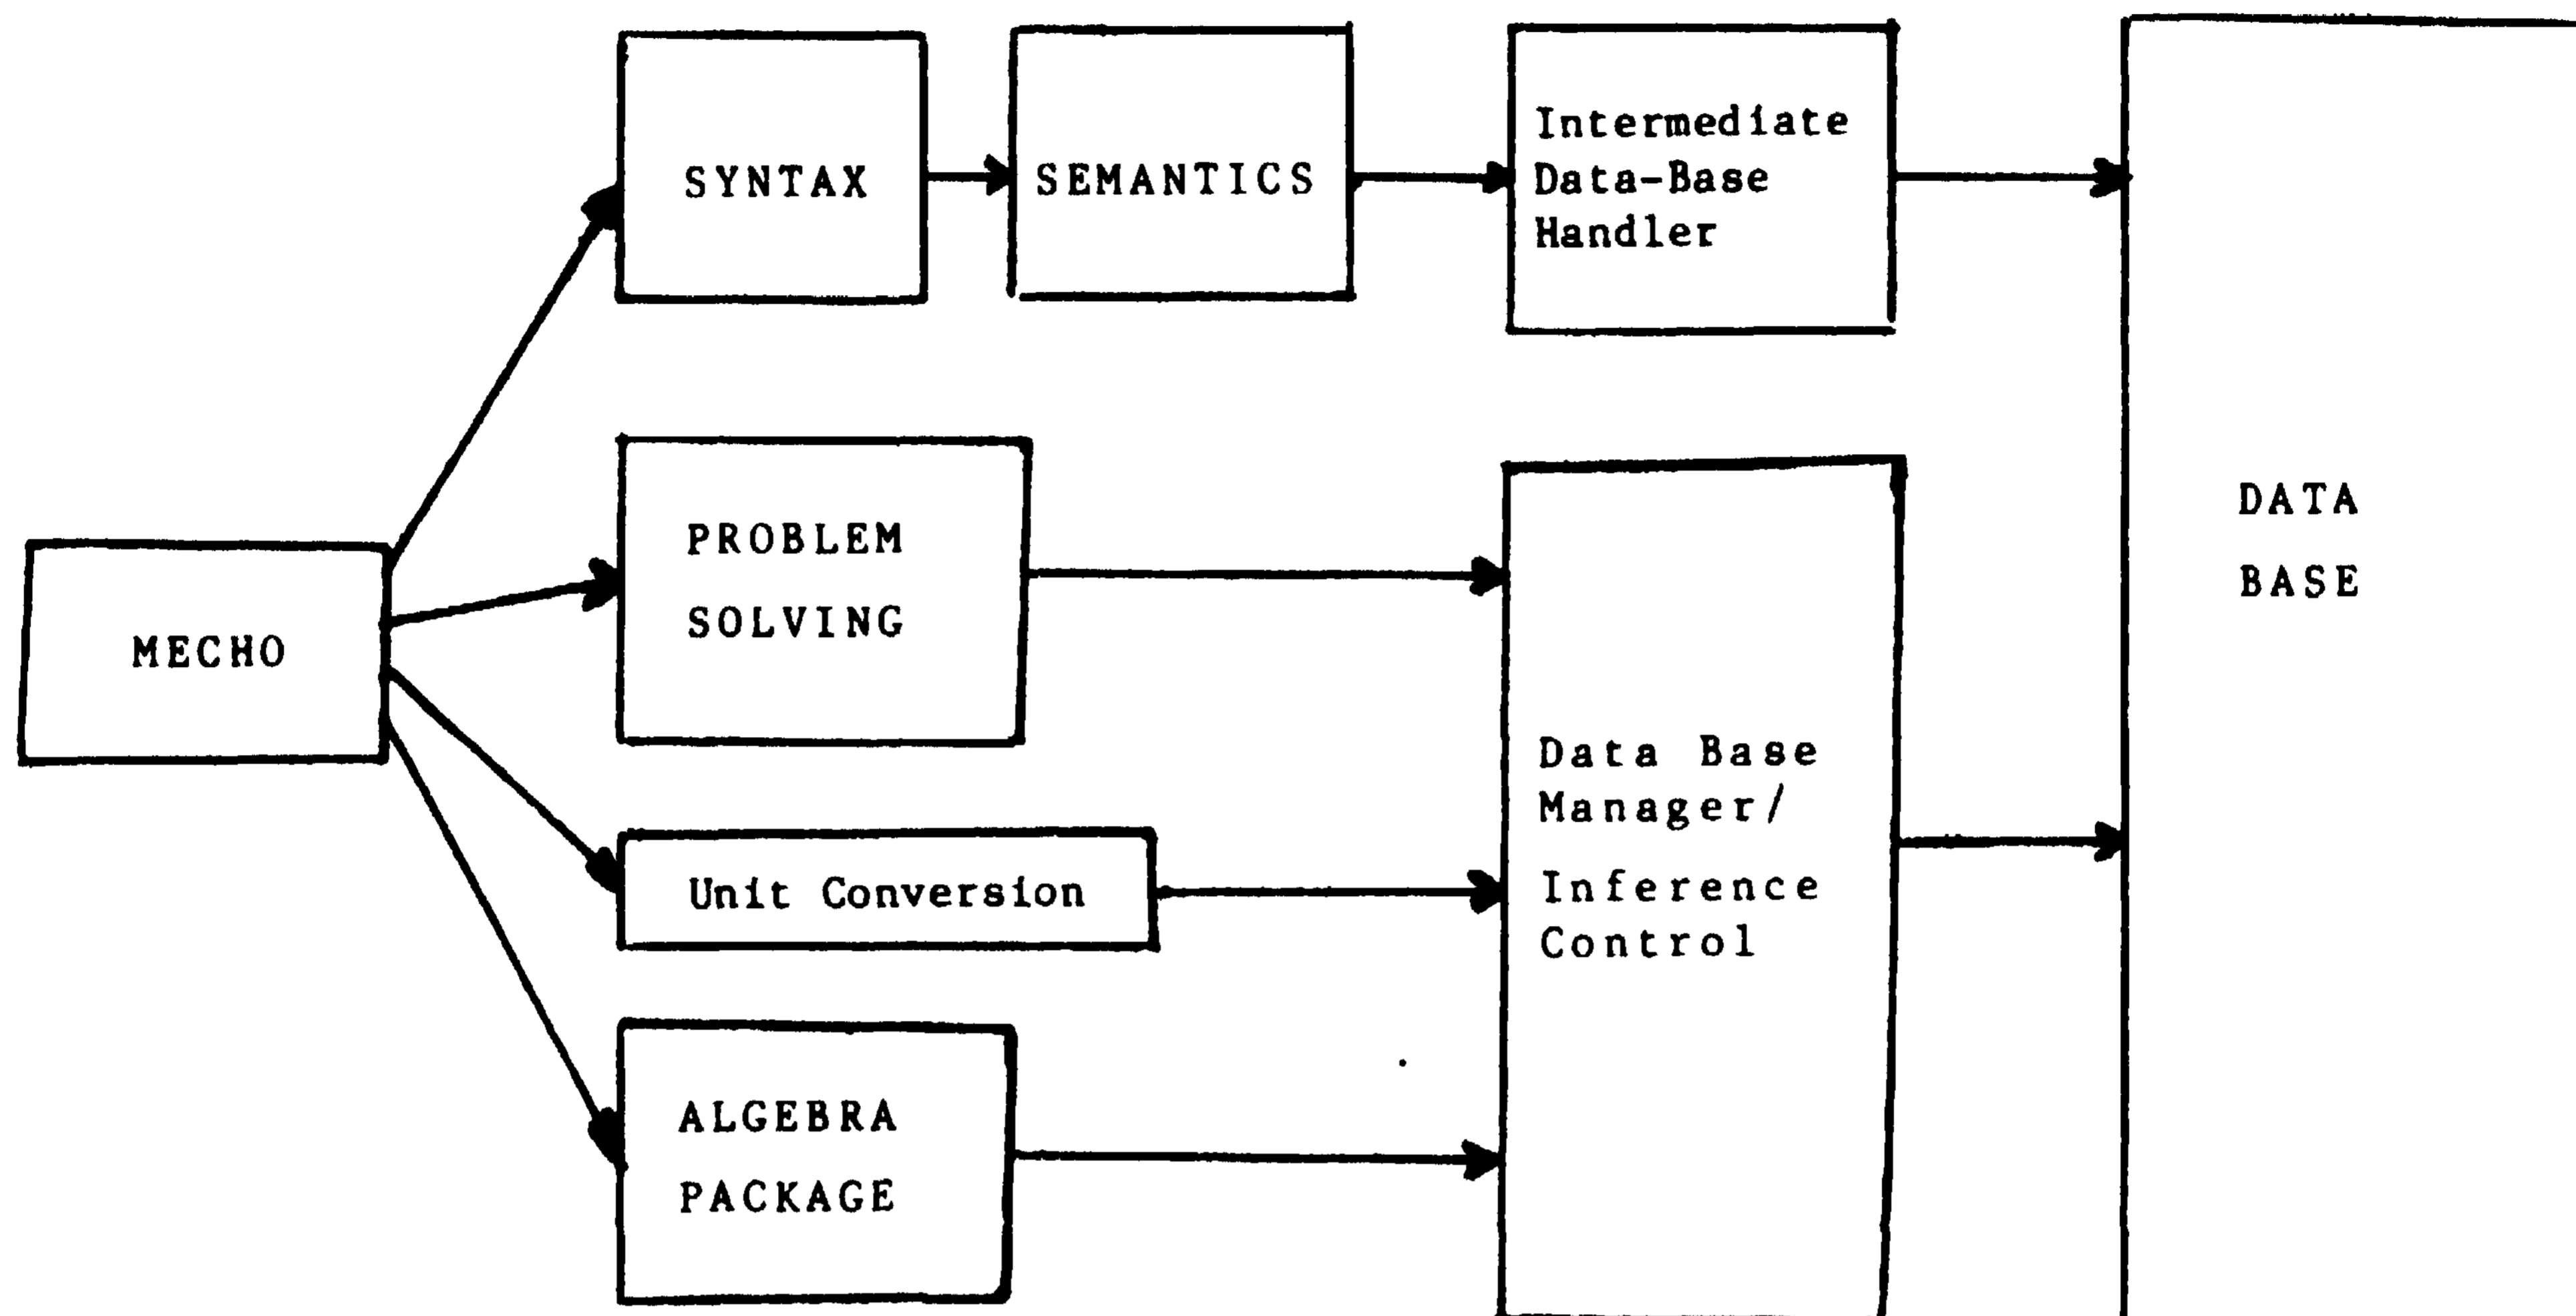 SYNTAX
SEMANTICS
Intermediate
Data-Base
Handler
DATA
BASE
MECHO
PROBLEM
SOLVING
Data Base
Manager/
Inference
Control
Unit Conversion
ALGEBRA
PACKAGE